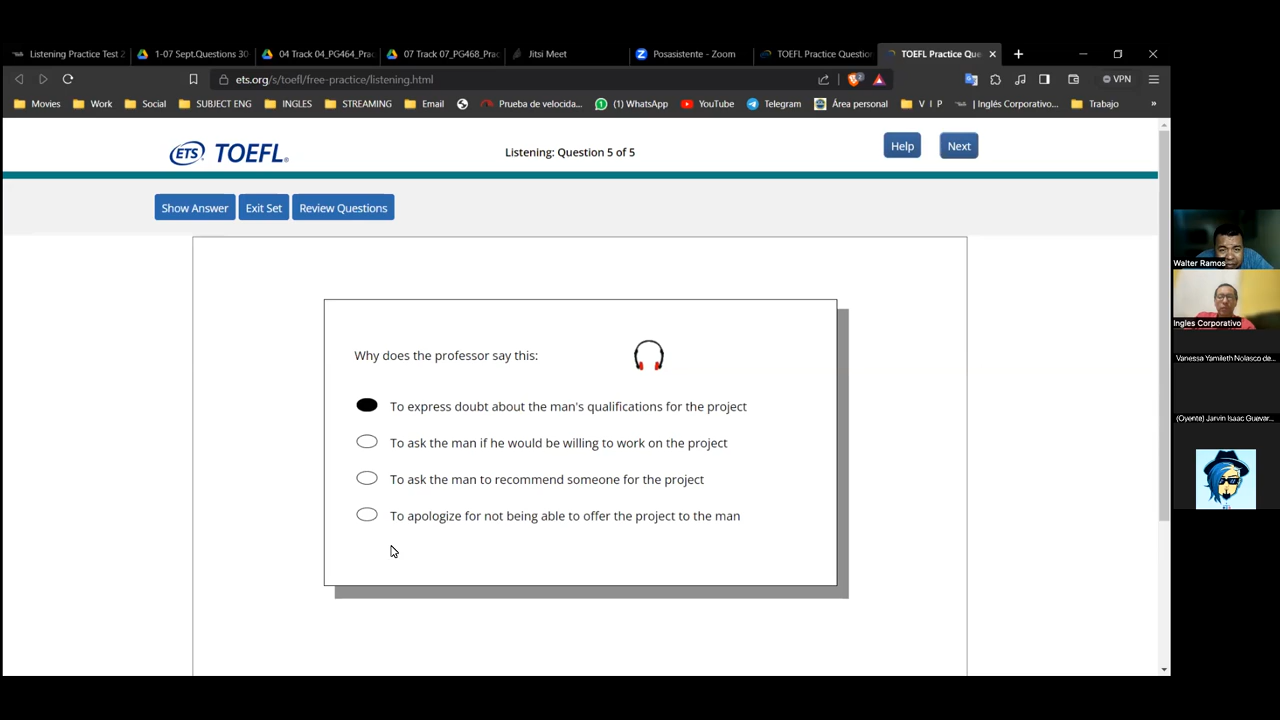 Listening Practice Test 2
1-07 Sept.Questions 30
04 Track 04_PG464_Pra
07 Track 07_PG468_Prac
Jitsi Meet
Posasistente - Zoom
TOEFL Practice Question
TOEFL Practice Que
ets.org/s/toefl/free-practice/listening.html
VPN
Movies
Work
Social
SUBJECT ENG
INGLES
STREAMING
Email
Prueba de velocida...
(1) WhatsApp
YouTube
Telegram
Área personal
V I P
| Inglés Corporativo...
Trabajo
»
ETS TOEFL®
Listening: Question 5 of 5
Help
Next
Show Answer
Exit Set
Review Questions
Why does the professor say this:
To express doubt about the man's qualifications for the project
To ask the man if he would be willing to work on the project
To ask the man to recommend someone for the project
To apologize for not being able to offer the project to the man
Walter Ramos
Ingles Corporativo
Vanessa Yamileth Nolasco de...
(Oyente) Jarvin Isaac Guevar...